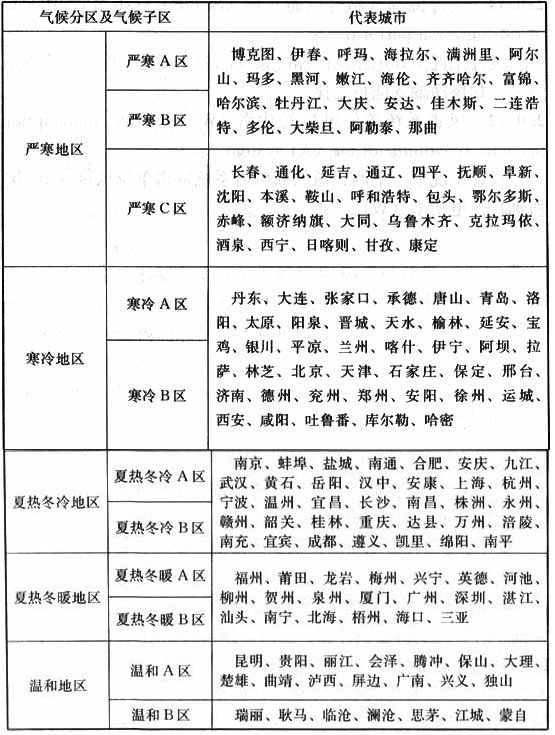 气候分区及气候子区 代表城市
严寒地区
严寒 A 区
严寒 B 区
博克图、伊春、呼玛、海拉尔、满洲里、阿尔
山、玛多、黑河、嫩江、海伦、齐齐哈尔、富锦、
哈尔滨、牡丹江、大庆、安达、佳木斯、二连浩
特、多伦、大柴旦、阿勒泰、那曲
严寒 C 区
长春、通化、延吉、通辽、四平、抚顺、阜新、
沈阳、本溪、鞍山、呼和浩特、包头、鄂尔多斯、
赤峰、额济纳旗、大同、乌鲁木齐、克拉玛依、
酒泉、西宁、日喀则、甘孜、康定
寒冷地区
寒冷 A 区
寒冷 B 区
丹东、大连、张家口、承德、唐山、青岛、洛
阳、太原、阳泉、晋城、天水、榆林、延安、宝
鸡、银川、平凉、兰州、喀什、伊宁、阿坝、拉
萨、林芝、北京、天津、石家庄、保定、邢台、
济南、德州、兖州、郑州、安阳、徐州、运城、
西安、咸阳、吐鲁番、库尔勒、哈密
夏热冬冷地区
夏热冬冷 A 区
夏热冬冷 B 区
南京、蚌埠、盐城、南通、合肥、安庆、九江、
武汉、黄石、岳阳、汉中、安康、上海、杭州、
宁波、温州、宜昌、长沙、南昌、株洲、永州、
赣州、韶关、桂林、重庆、达县、万州、涪陵、
南充、宜宾、成都、遵义、凯里、绵阳、南平
夏热冬暖地区
夏热冬暖 A 区
夏热冬暖 B 区
福州、莆田、龙岩、梅州、兴宁、英德、河池、
柳州、贺州、泉州、厦门、广州、深圳、湛江、
汕头、南宁、北海、梧州、海口、三亚
温和地区
温和 A 区
昆明、贵阳、丽江、会泽、腾冲、保山、大理、
楚雄、曲靖、泸西、屏边、广南、兴义、独山
温和 B 区
瑞丽、耿马、临沧、澜沧、思茅、江城、蒙自